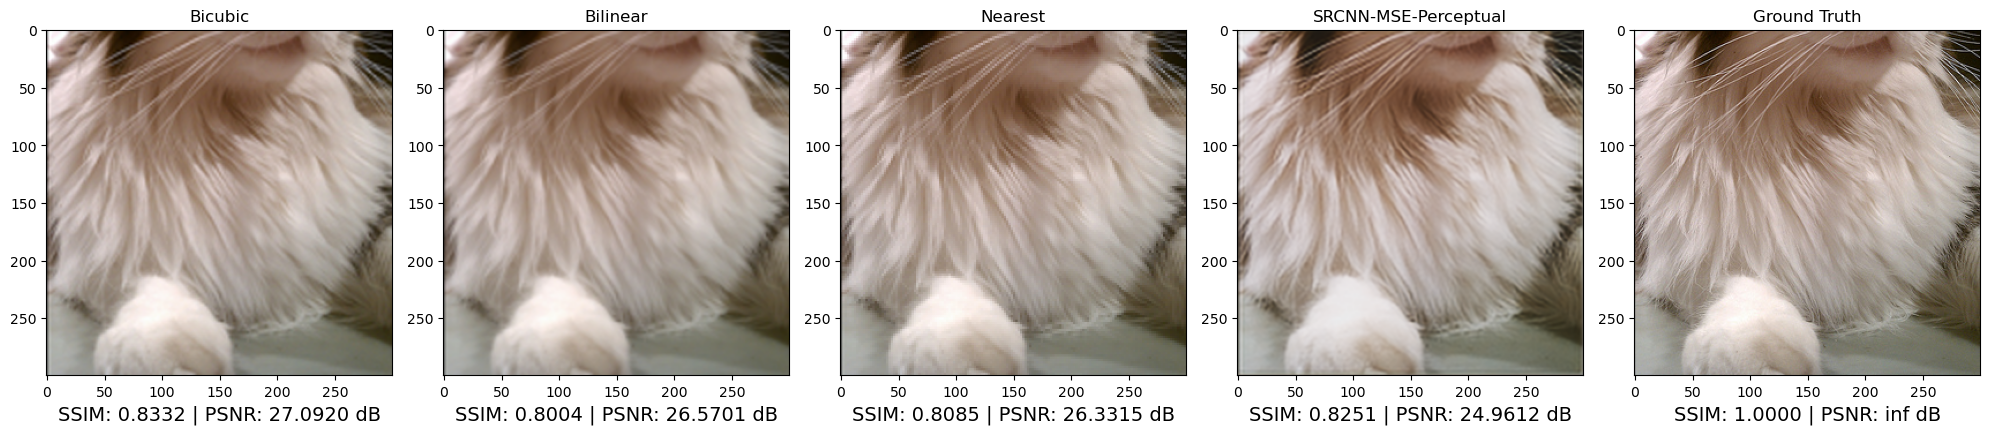 Bicubic
Bilinear
Nearest
SRCNN-MSE-Perceptual
Ground Truth
0
50
100
150
200
250
0 50 100 150 200 250
SSIM: 0.8332 | PSNR: 27.0920 dB
0
50
100
150
200
250
0 50 100 150 200 250
SSIM: 0.8004 | PSNR: 26.5701 dB
0
50
100
150
200
250
0 50 100 150 200 250
SSIM: 0.8085 | PSNR: 26.3315 dB
0
50
100
150
200
250
0 50 100 150 200 250
SSIM: 0.8251 | PSNR: 24.9612 dB
0
50
100
150
200
250
0 50 100 150 200 250
SSIM: 1.0000 | PSNR: inf dB